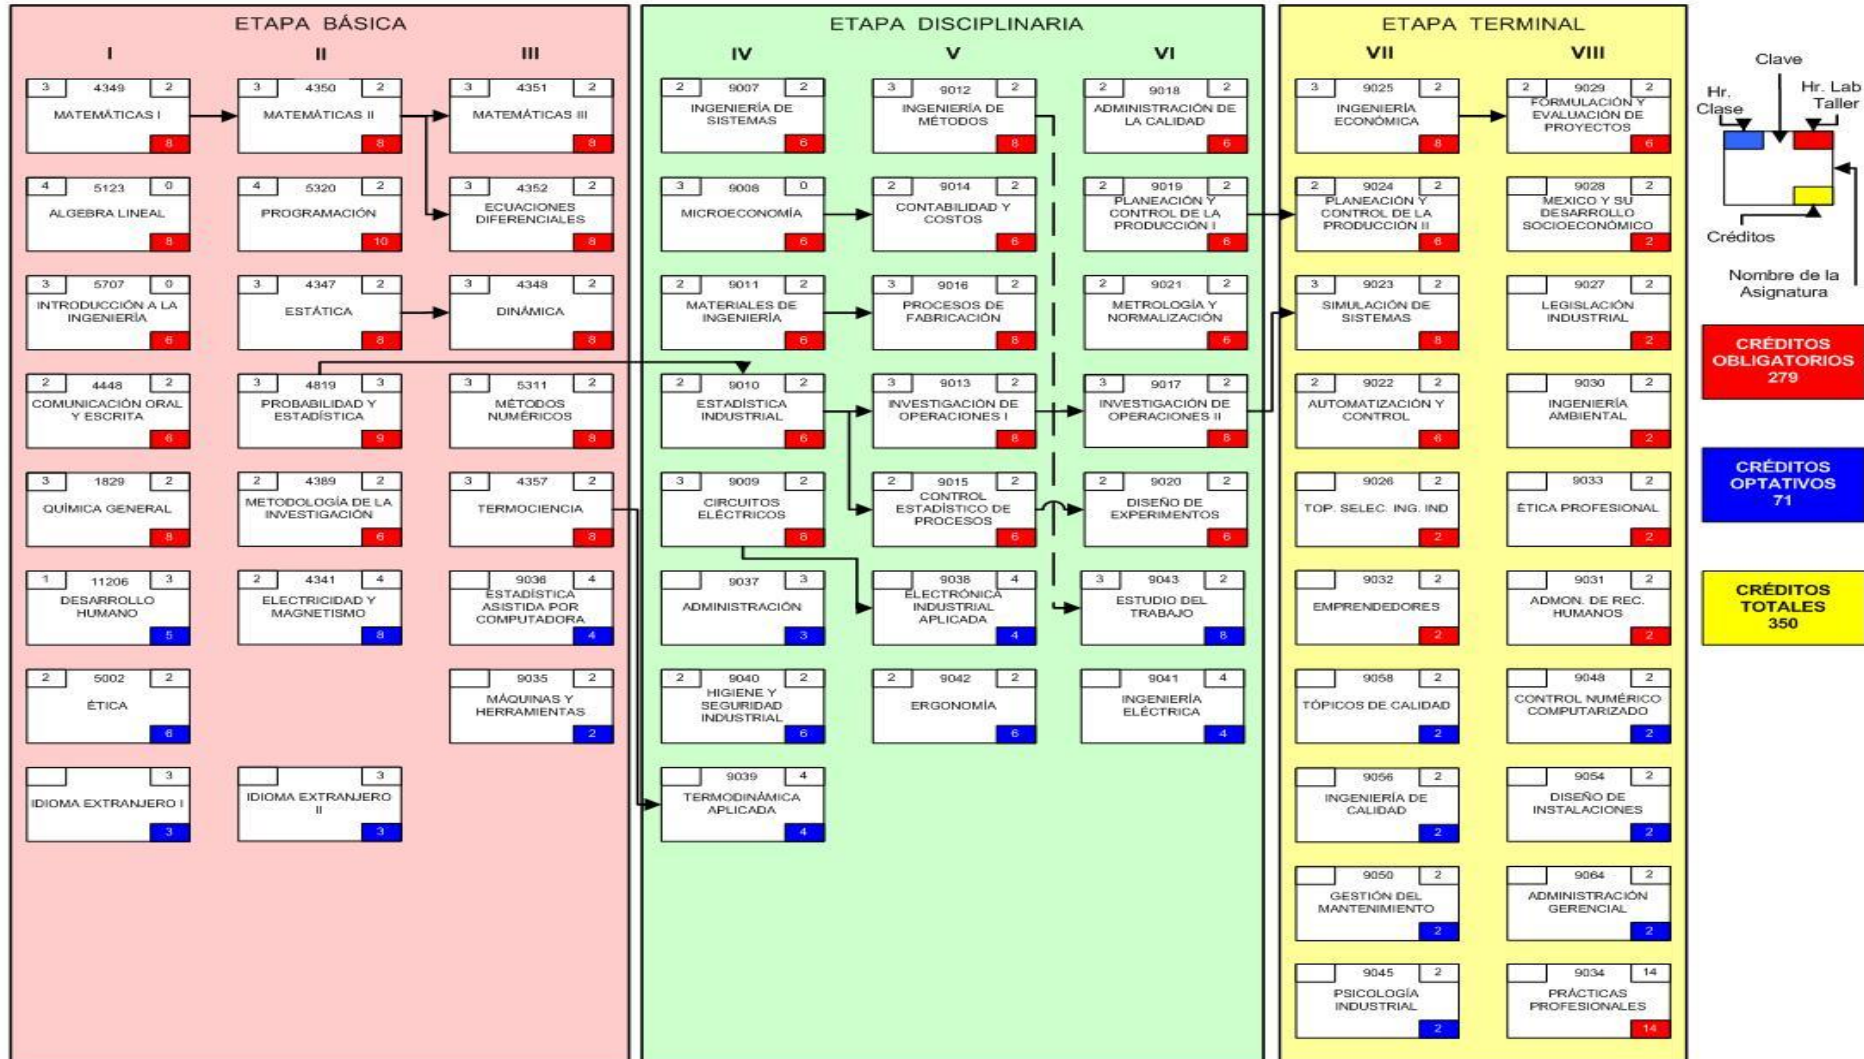 ETAPA BÁSICA
I
II
III
3 4349 2
MATEMÁTICAS I
8
3 4350 2
MATEMÁTICAS II
8
3 4351 2
MATEMÁTICAS III
8
4 5123 0
ALGEBRA LINEAL
8
4 5320 2
PROGRAMACIÓN
10
3 4352 2
ECUACIONES
DIFERENCIALES
8
3 5707 0
INTRODUCCIÓN A LA
INGENIERÍA
6
3 4347 2
ESTÁTICA
8
3 4348 2
DINÁMICA
8
2 4448 2
COMUNICACIÓN ORAL
Y ESCRITA
6
3 4819 3
PROBABILIDAD Y
ESTADÍSTICA
9
5311 2
MÉTODOS
NUMÉRICOS
8
3 1829 2
QUÍMICA GENERAL
8
2 4389 2
METODOLOGÍA DE LA
INVESTIGACIÓN
6
3 4357 2
TERMOCIENCIA
8
1 11206 3
DESARROLLO
HUMANO
5
2 4341 4
ELECTRICIDAD Y
MAGNETISMO
8
9036 4
ESTADÍSTICA
ASISTIDA POR
COMPUTADORA
4
2 5002 2
ÉTICA
6
9035 2
MÁQUINAS Y
HERRAMIENTAS
2
3
IDIOMA EXTRANJERO I
3
3
IDIOMA EXTRANJERO
II
3
ETAPA DISCIPLINARIA
IV
V
VI
2 9007 2
INGENIERÍA DE
SISTEMAS
6
3 9012 2
INGENIERÍA DE
MÉTODOS
8
2 9018 2
ADMINISTRACIÓN DE
LA CALIDAD
6
3 9008 0
MICROECONOMÍA
6
2 9014 2
CONTABILIDAD Y
COSTOS
6
2 9019 2
PLANEACIÓN Y
CONTROL DE LA
PRODUCCIÓN I
6
2 9011 2
MATERIALES DE
INGENIERÍA
6
3 9016 2
PROCESOS DE
FABRICACIÓN
8
2 9021 2
METROLOGÍA Y
NORMALIZACIÓN
6
2 9010 2
ESTADÍSTICA
INDUSTRIAL
6
3 9013 2
INVESTIGACIÓN DE
OPERACIONES I
8
3 9017 2
INVESTIGACIÓN DE
OPERACIONES II
8
3 9009 2
CIRCUITOS
ELÉCTRICOS
8
2 9015 2
CONTROL
ESTADÍSTICO DE
PROCESOS
6
2 9020 2
DISEÑO DE
EXPERIMENTOS
6
9037 3
ADMINISTRACIÓN
3
9038 4
ELECTRÓNICA
INDUSTRIAL
APLICADA
4
3 9043 2
ESTUDIO DEL
TRABAJO
8
2 9040 2
HIGIENE Y
SEGURIDAD
INDUSTRIAL
6
2 9042 2
ERGONOMÍA
6
9041 4
INGENIERÍA
ELÉCTRICA
4
9039 4
TERMODINÁMICA
APLICADA
4
ETAPA TERMINAL
VII
VIII
3 9025 2
INGENIERÍA
ECONÓMICA
8
2 9029 2
FORMULACIÓN Y
EVALUACIÓN DE
PROYECTOS
6
2 9024 2
PLANEACIÓN Y
CONTROL DE LA
PRODUCCIÓN II
6
9028 2
MEXICO Y SU
DESARROLLO
SOCIOECONÓMICO
2
3 9023 2
SIMULACIÓN DE
SISTEMAS
8
9027 2
LEGISLACIÓN
INDUSTRIAL
2
2 9022 2
AUTOMATIZACIÓN Y
CONTROL
6
9030 2
INGENIERÍA
AMBIENTAL
2
9026 2
TOP. SELEC. ING. IND
2
9033 2
ÉTICA PROFESIONAL
2
9032 2
EMPRENDEDORES
2
9031 2
ADMON. DE REC.
HUMANOS
2
9058 2
TÓPICOS DE CALIDAD
2
9048 2
CONTROL NUMÉRICO
COMPUTARIZADO
2
9056 2
INGENIERÍA DE
CALIDAD
2
9054 2
DISEÑO DE
INSTALACIONES
2
9050 2
GESTIÓN DEL
MANTENIMIENTO
2
9064 2
ADMINISTRACIÓN
GERENCIAL
2
9045 2
PSICOLOGÍA
INDUSTRIAL
2
9034 14
PRÁCTICAS
PROFESIONALES
14
Clave
Hr.
Clase
Hr. Lab
Taller
Créditos
Nombre de la
Asignatura
CRÉDITOS
OBLIGATORIOS
279
CRÉDITOS
OPTATIVOS
71
CRÉDITOS
TOTALES
350